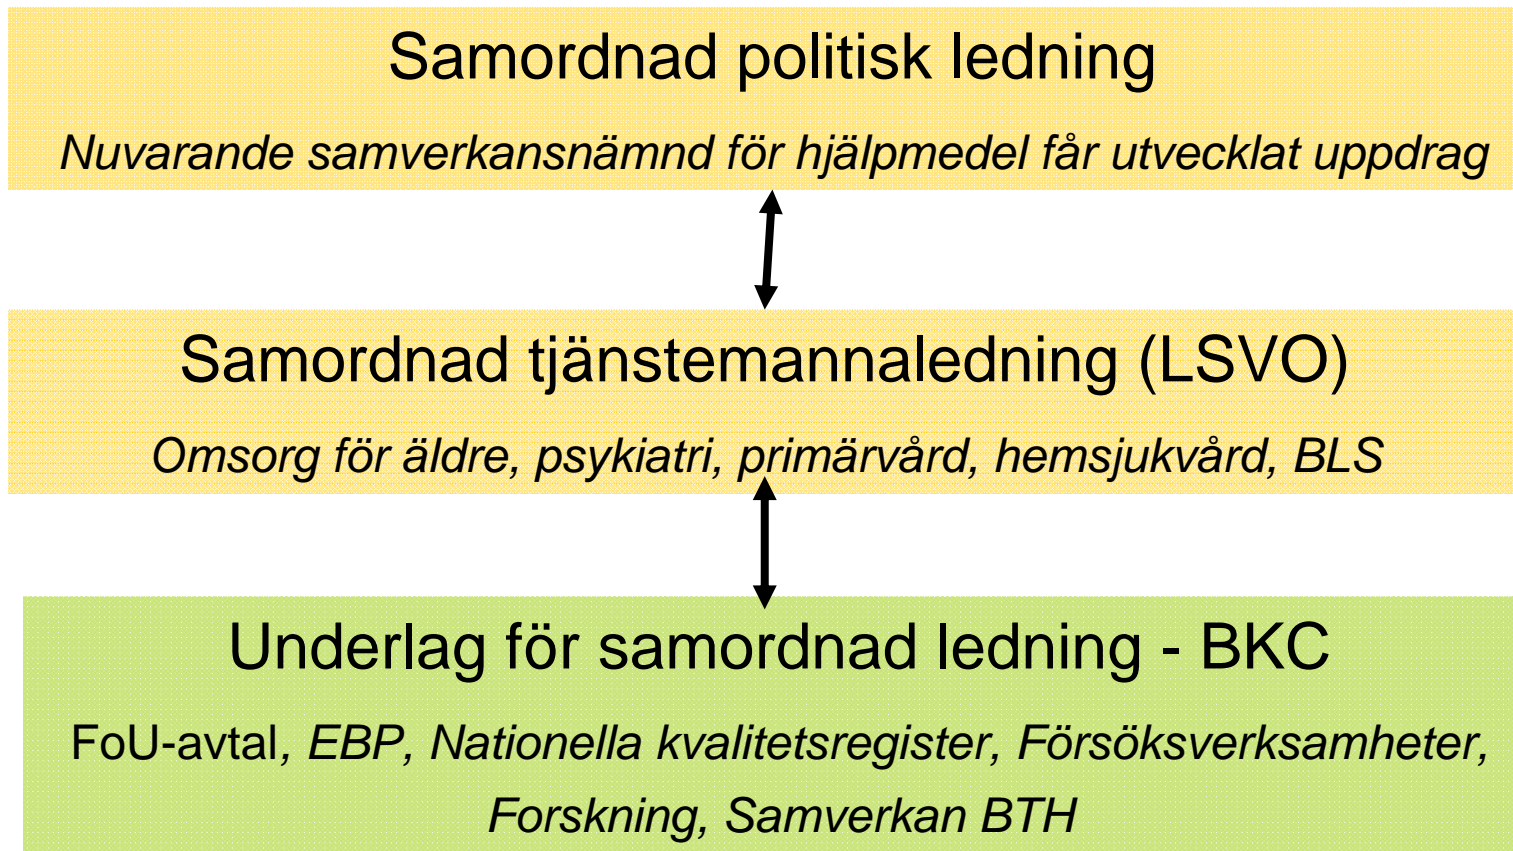 Samordnad politisk ledning
Nuvarande samverkansnämnd för hjälpmedel får utvecklat uppdrag
Samordnad tjänstemannaledning (LSVO)
Omsorg för äldre, psykiatri, primärvård, hemsjukvård, BLS
Underlag för samordnad ledning - BKC
FoU-avtal, EBP, Nationella kvalitetsregister, Försöksverksamheter,
Forskning, Samverkan BTH